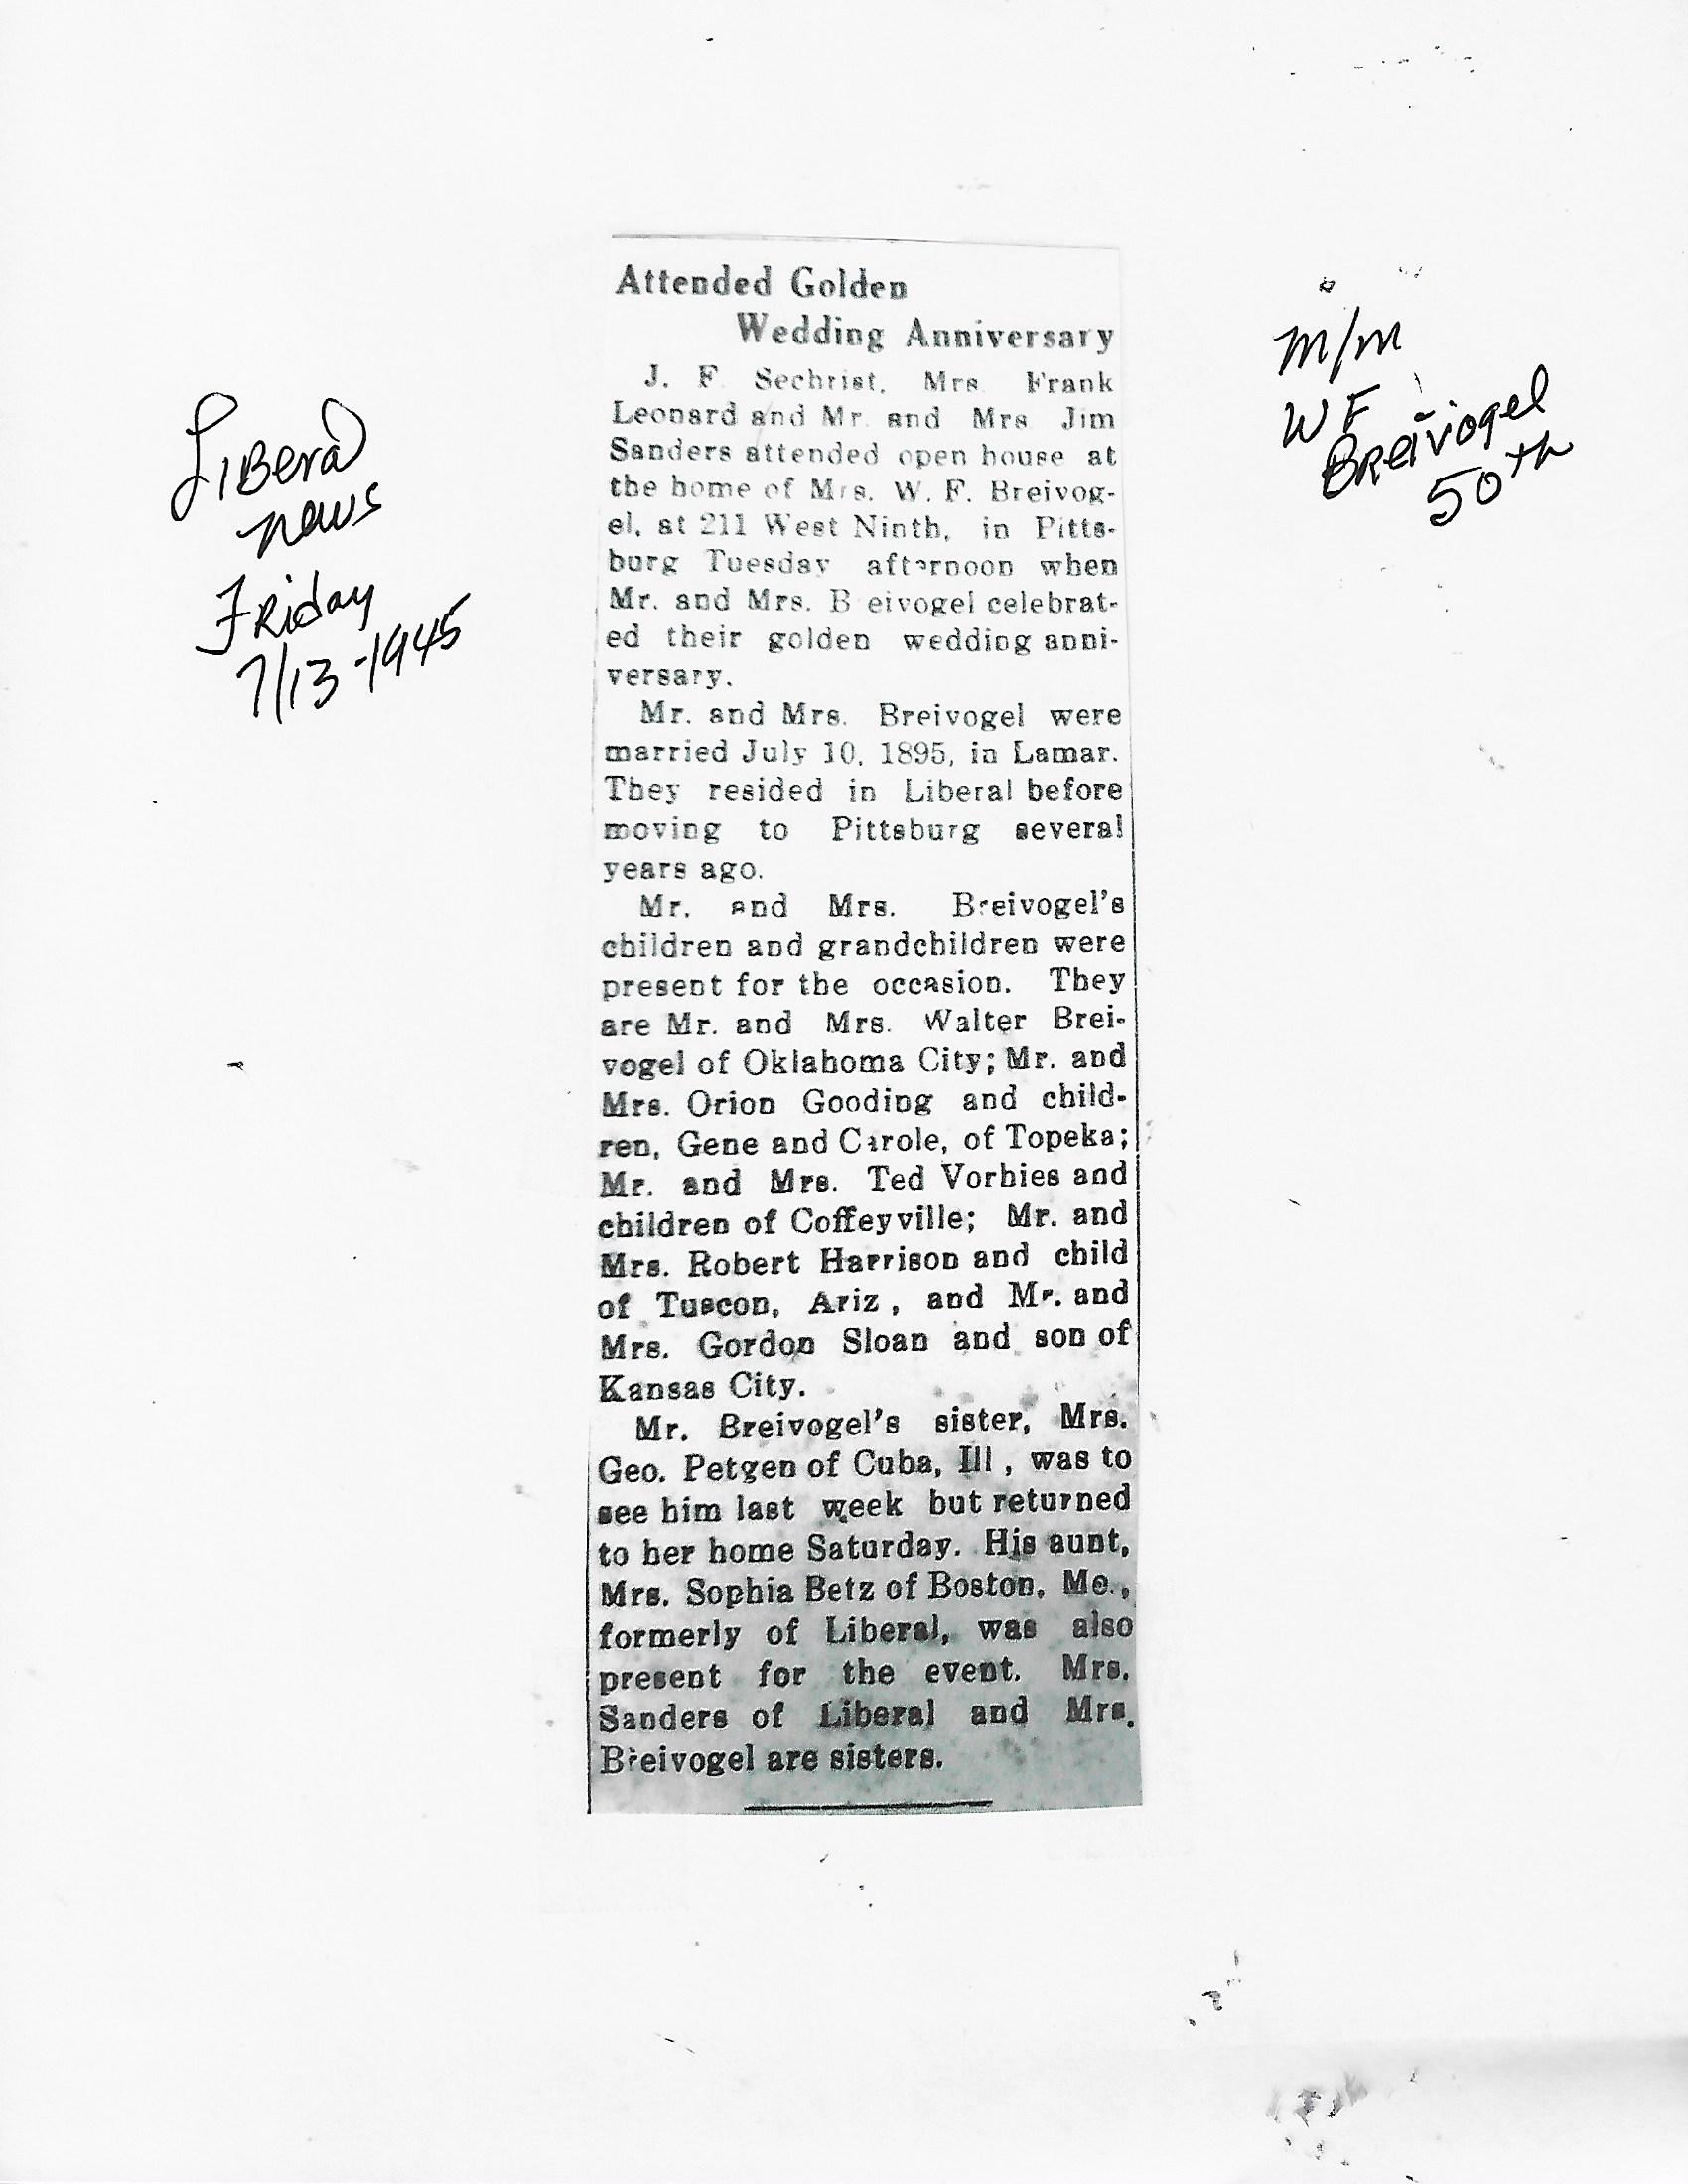 Liberal
news
Friday
7/13-1945
m/m
W F
Breivogel
50th
Attended Golden
Wedding Anniversary
J. F Sechrist, Mrs Frank
Leonard and Mr and Mrs Jim
Sanders attended open house at
the home of Mrs. W. F. Breivog-
el, at 211 West Ninth, in Pitts-
burg Tuesday afternoon when
Mr. and Mrs. B eivogel celebrat-
ed their golden wedding anni-
versary.
Mr. and Mrs. Breivogel were
married July 10, 1895, in Lamar.
They resided in Liberal before
moving to Pittsburg several
years ago.
Mr. and Mrs. Breivogel's
children and grandchildren were
present for the occasion. They
are Mr. and Mrs. Walter Brei-
vogel of Oklahoma City; Mr. and
Mrs. Orion Gooding and child-
ren, Gene and Carole, of Topeka;
Mr. and Mrs. Ted Vorhies and
children of Coffeyville; Mr. and
Mrs. Robert Harrison and child
of Tuscon, Ariz , and Mr. and
Mrs. Gordon Sloan and son of
Kansas City.
Mr. Breivogel's sister, Mrs.
Geo. Petgen of Cuba, Ill , was to
see him last week but returned
to her home Saturday. His aunt,
Mrs. Sophia Betz of Boston, Mo.,
formerly of Liberal, was also
present for the event. Mrs.
Sanders of Liberal and Mrs.
Breivogel are sisters.